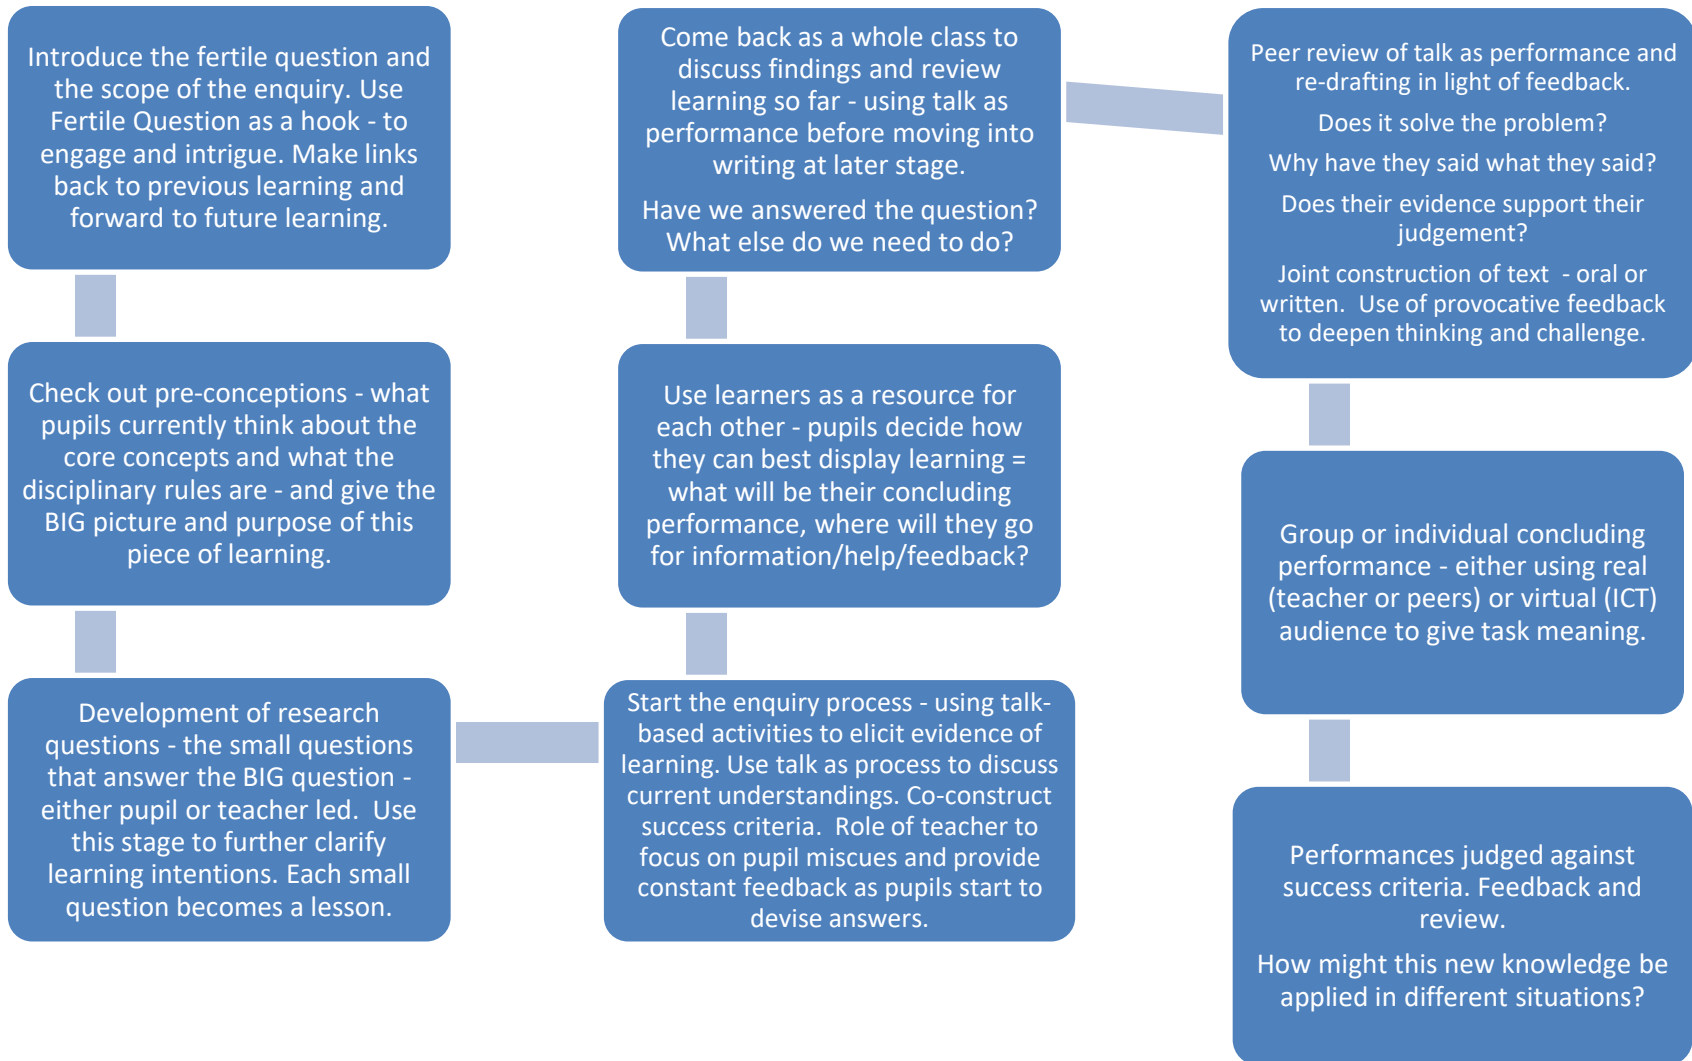 Introduce the fertile question and
the scope of the enquiry. Use
Fertile Question as a hook - to
engage and intrigue. Make links
back to previous learning and
forward to future learning.
Check out pre-conceptions - what
pupils currently think about the
core concepts and what the
disciplinary rules are - and give the
BIG picture and purpose of this
piece of learning.
Development of research
questions - the small questions
that answer the BIG question -
either pupil or teacher led.  Use
this stage to further clarify
learning intentions. Each small
question becomes a lesson.
Start the enquiry process - using talk-
based activities to elicit evidence of
learning. Use talk as process to discuss
current understandings. Co-construct
success criteria.  Role of teacher to
focus on pupil miscues and provide
constant feedback as pupils start to
devise answers.
Use learners as a resource for
each other - pupils decide how
they can best display learning =
what will be their concluding
performance, where will they go
for information/help/feedback?
Come back as a whole class to
discuss findings and review
learning so far - using talk as
performance before moving into
writing at later stage.
Have we answered the question?
What else do we need to do?
Peer review of talk as performance and
re-drafting in light of feedback.
Does it solve the problem?
Why have they said what they said?
Does their evidence support their
judgement?
Joint construction of text  - oral or
written.  Use of provocative feedback
to deepen thinking and challenge.
Group or individual concluding
performance - either using real
(teacher or peers) or virtual (ICT)
audience to give task meaning.
Performances judged against
success criteria. Feedback and
review.
How might this new knowledge be
applied in different situations?